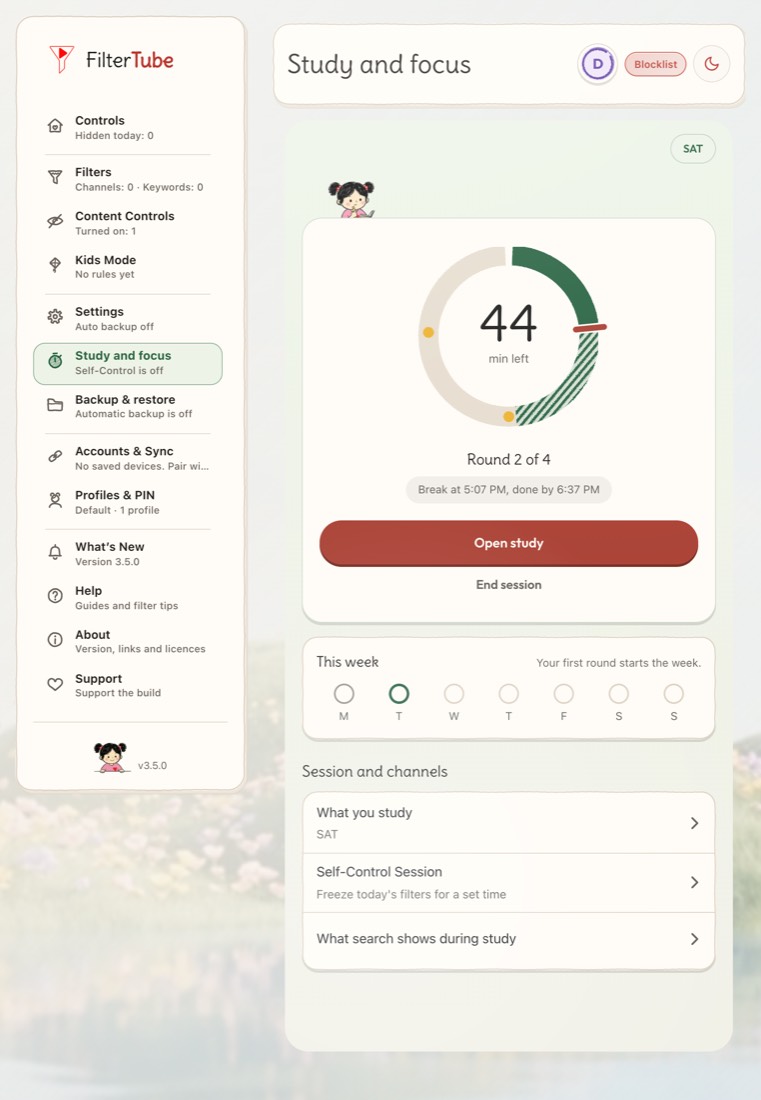 FilterTube
Controls
Hidden today: 0
Filters
Channels: 0 · Keywords: 0
Content Controls
Turned on: 1
Kids Mode
No rules yet
Settings
Auto backup off
Study and focus
Self-Control is off
Backup & restore
Automatic backup is off
Accounts & Sync
No saved devices. Pair wi...
Profiles & PIN
Default · 1 profile
What's New
Version 3.5.0
Help
Guides and filter tips
About
Version, links and licences
Support
Support the build
v3.5.0
Study and focus
D
Blocklist
SAT
44
min left
Round 2 of 4
Break at 5:07 PM, done by 6:37 PM
Open study
End session
This week
Your first round starts the week.
M T W T F S S
Session and channels
What you study
SAT
Self-Control Session
Freeze today's filters for a set time
What search shows during study